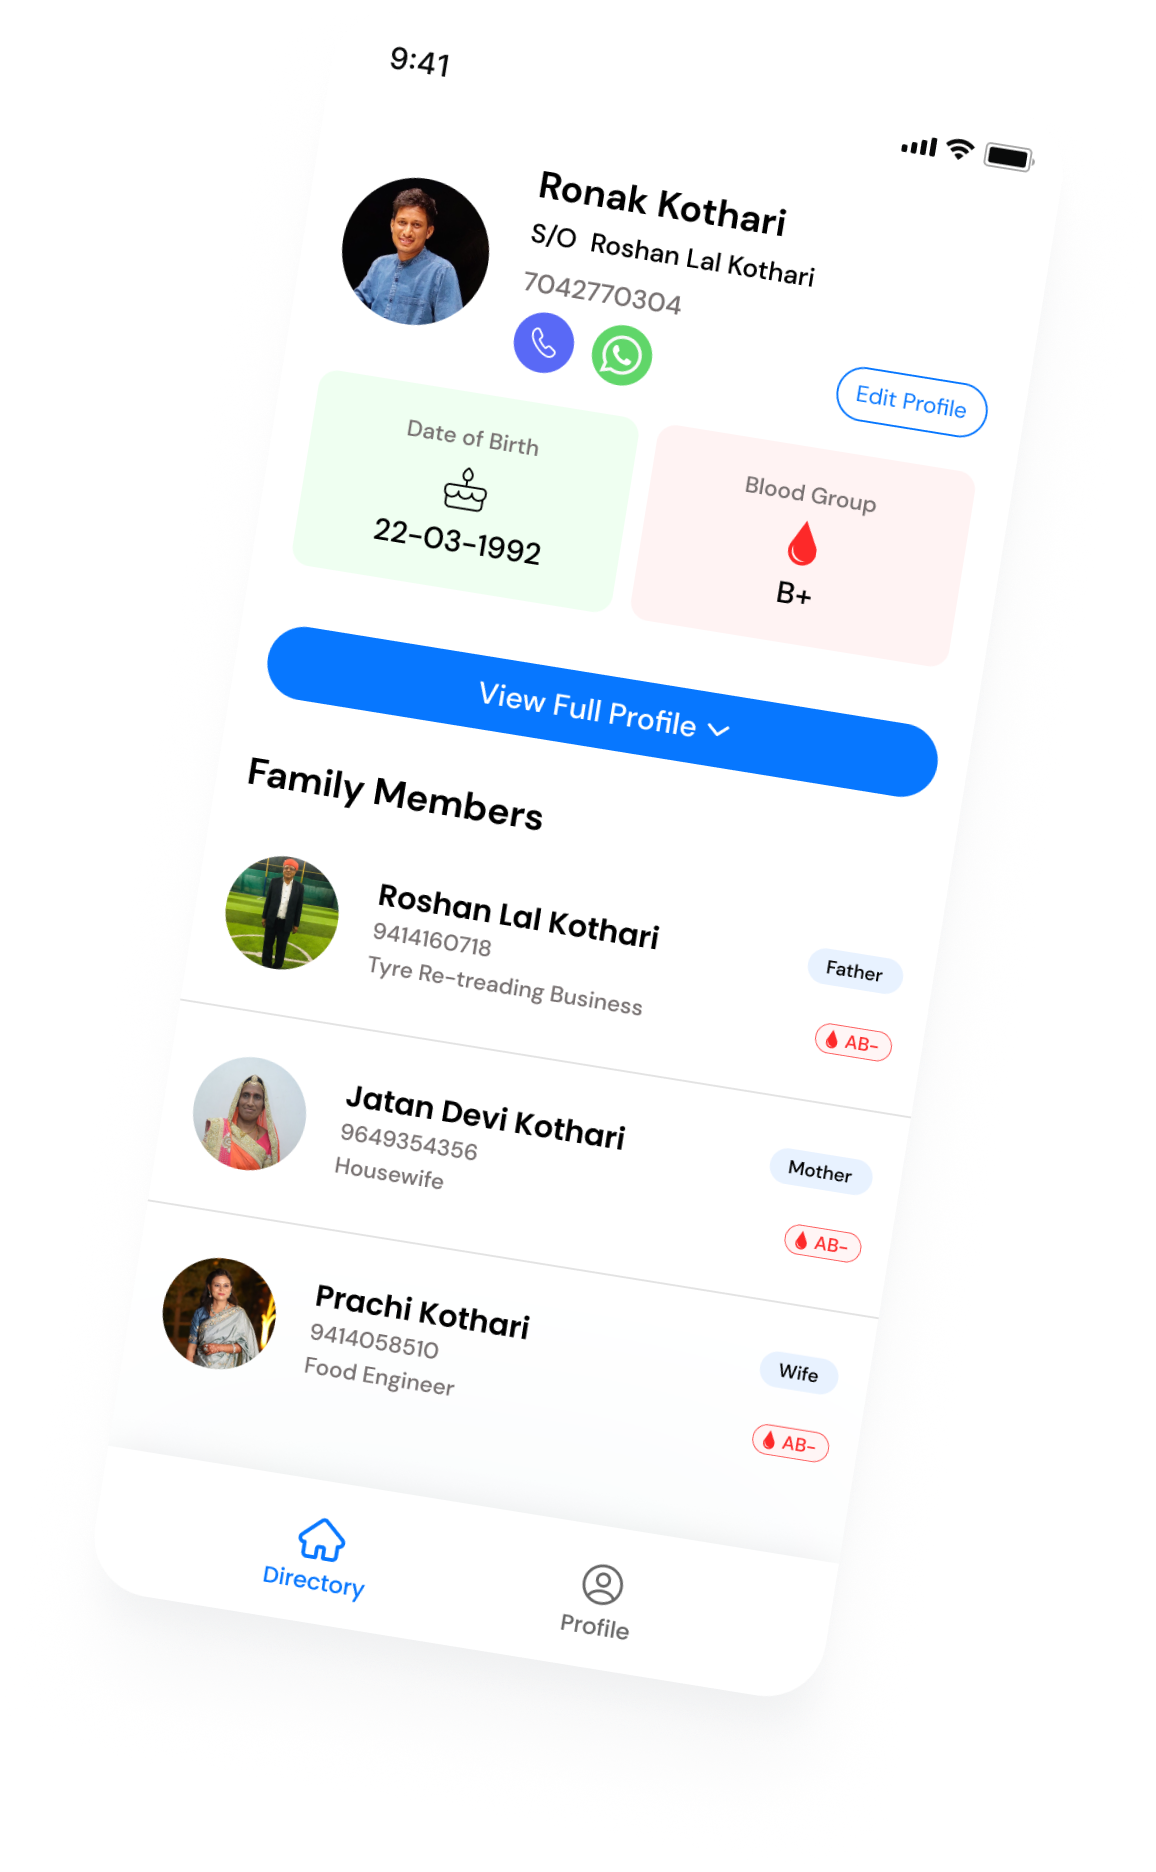 9:41
Ronak Kothari
S/O Roshan Lal Kothari
7042770304
Edit Profile
Date of Birth
22-03-1992
Blood Group
B+
View Full Profile
Family Members
Roshan Lal Kothari
9414160718
Tyre Re-treading Business
Father
AB-
Jatan Devi Kothari
9649354356
Housewife
Mother
AB-
Prachi Kothari
9414058510
Food Engineer
Wife
AB-
Directory
Profile